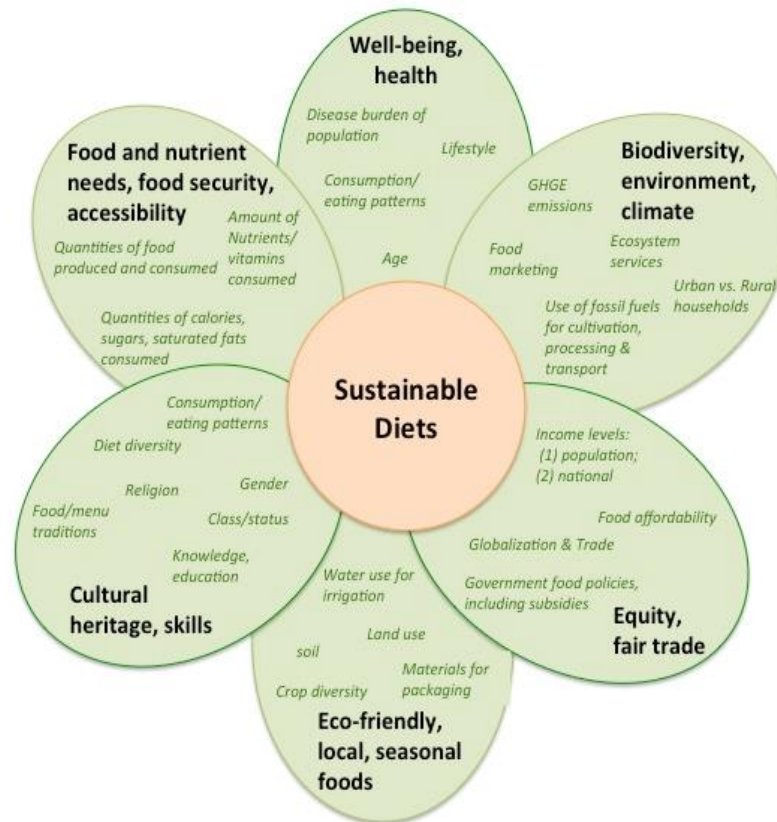 Well-being,
health
Disease burden of
population
Lifestyle
Consumption/
eating patterns
Age
Biodiversity,
environment,
climate
GHGE
emissions
Ecosystem
services
Food
marketing
Urban vs. Rural
households
Use of fossil fuels
for cultivation,
processing &
transport
Food and nutrient
needs, food security,
accessibility
Amount of
Nutrients/
vitamins
consumed
Quantities of food
produced and consumed
Quantities of calories,
sugars, saturated fats
consumed
Sustainable
Diets
Consumption/
eating patterns
Diet diversity
Religion
Gender
Food/menu
traditions
Class/status
Knowledge,
education
Cultural
heritage, skills
Income levels:
(1) population;
(2) national
Food affordability
Globalization & Trade
Government food policies,
including subsidies
Equity,
fair trade
Water use for
irrigation
Land use
soil
Materials for
packaging
Crop diversity
Eco-friendly,
local, seasonal
foods